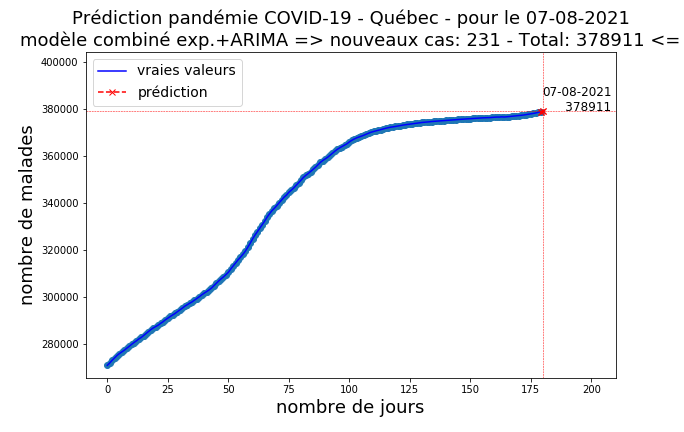 Prédiction pandémie COVID-19 - Québec - pour le 07-08-2021
modèle combiné exp.+ARIMA => nouveaux cas: 231 - Total: 378911 <=
400000
380000
360000
340000
320000
300000
280000
nombre de malades
vraies valeurs
prédiction
07-08-2021
378911
0 25 50 75 100 125 150 175 200
nombre de jours